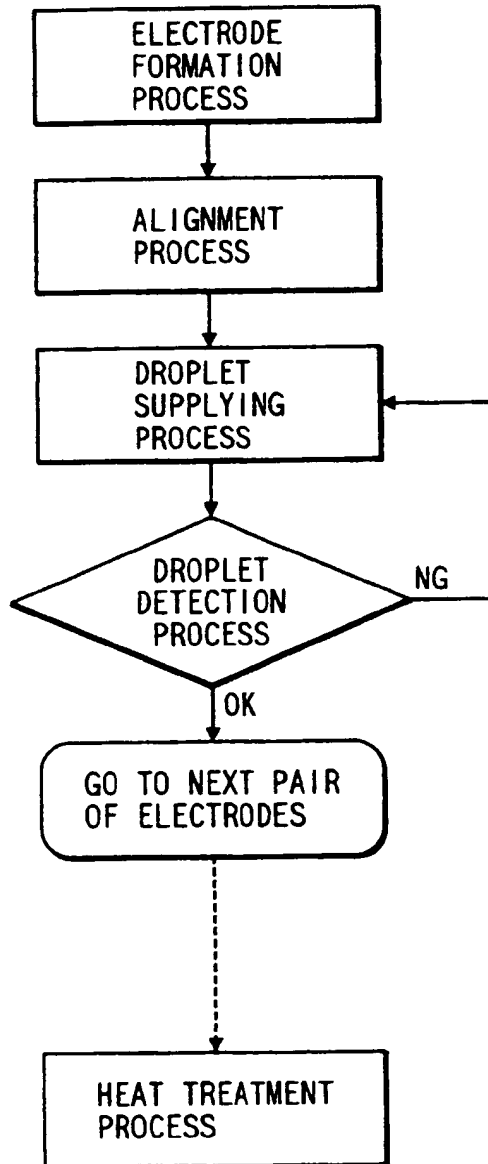 ELECTRODE
FORMATION
PROCESS
ALIGNMENT
PROCESS
DROPLET
SUPPLYING
PROCESS
DROPLET
DETECTION
PROCESS
NG
OK
GO TO NEXT PAIR
OF ELECTRODES
HEAT TREATMENT
PROCESS